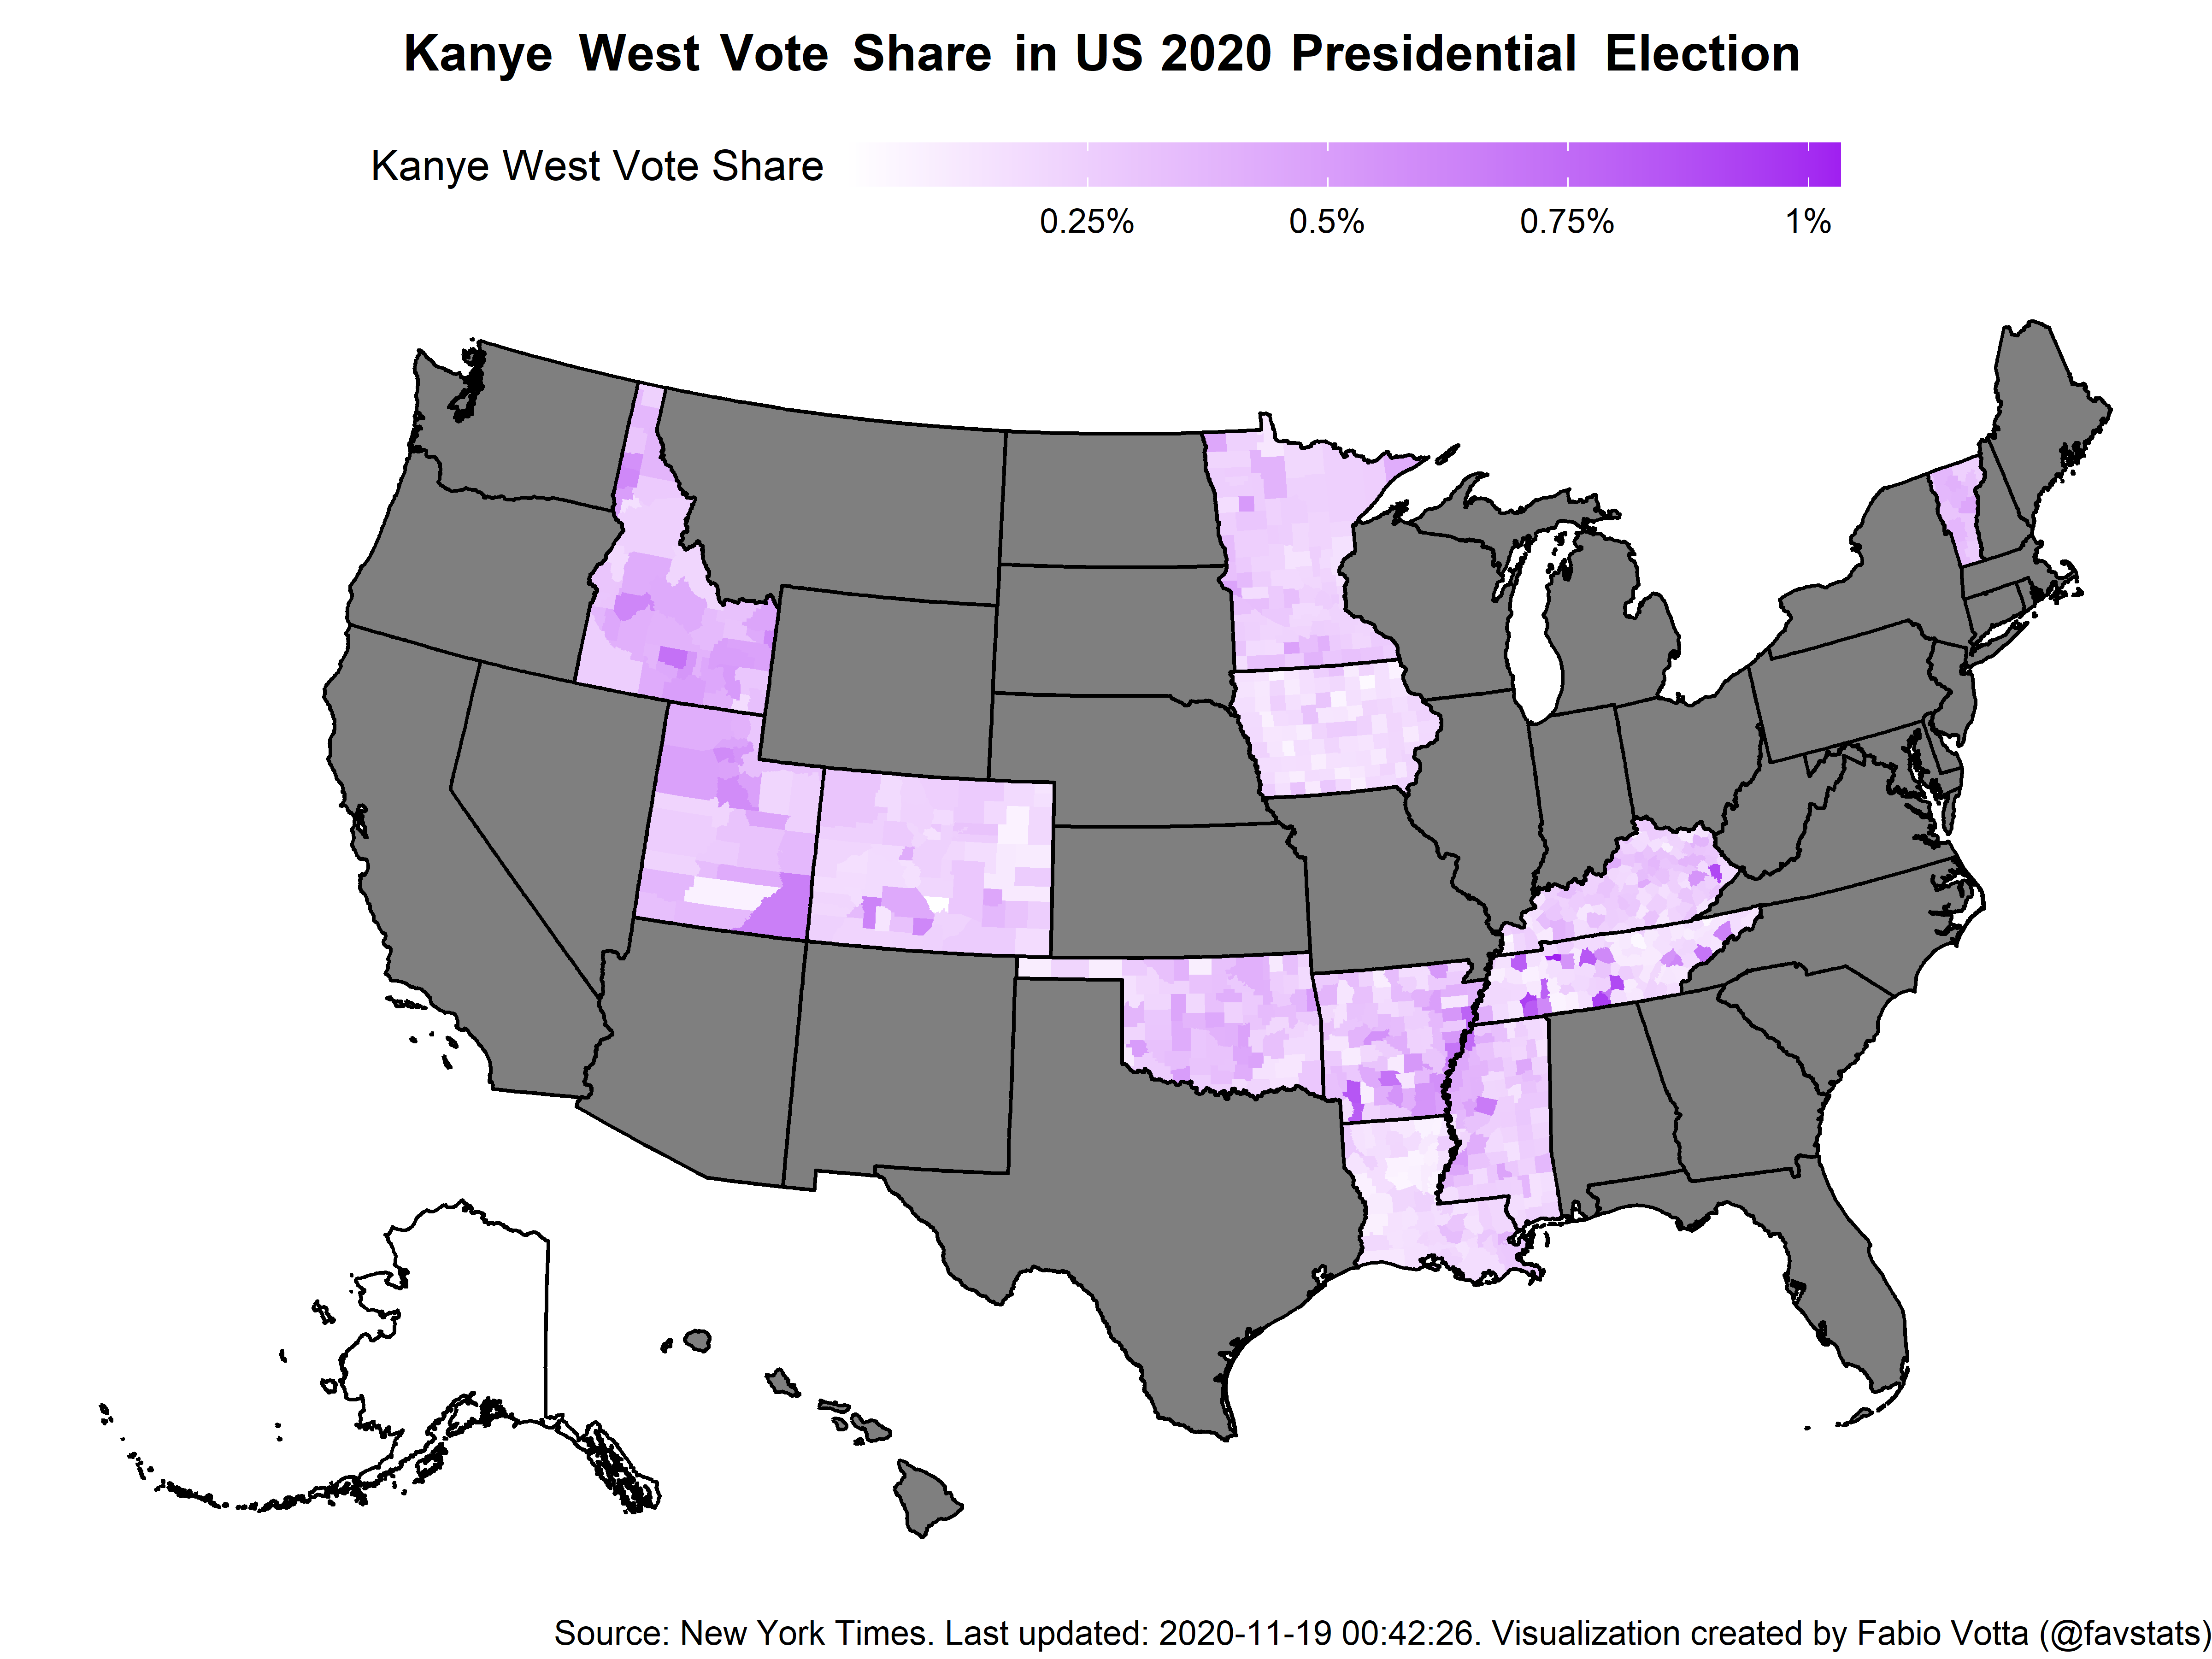 Kanye West Vote Share in US 2020 Presidential Election
Kanye West Vote Share
0.25% 0.5% 0.75% 1%
Source: New York Times. Last updated: 2020-11-19 00:42:26. Visualization created by Fabio Votta (@favstats)